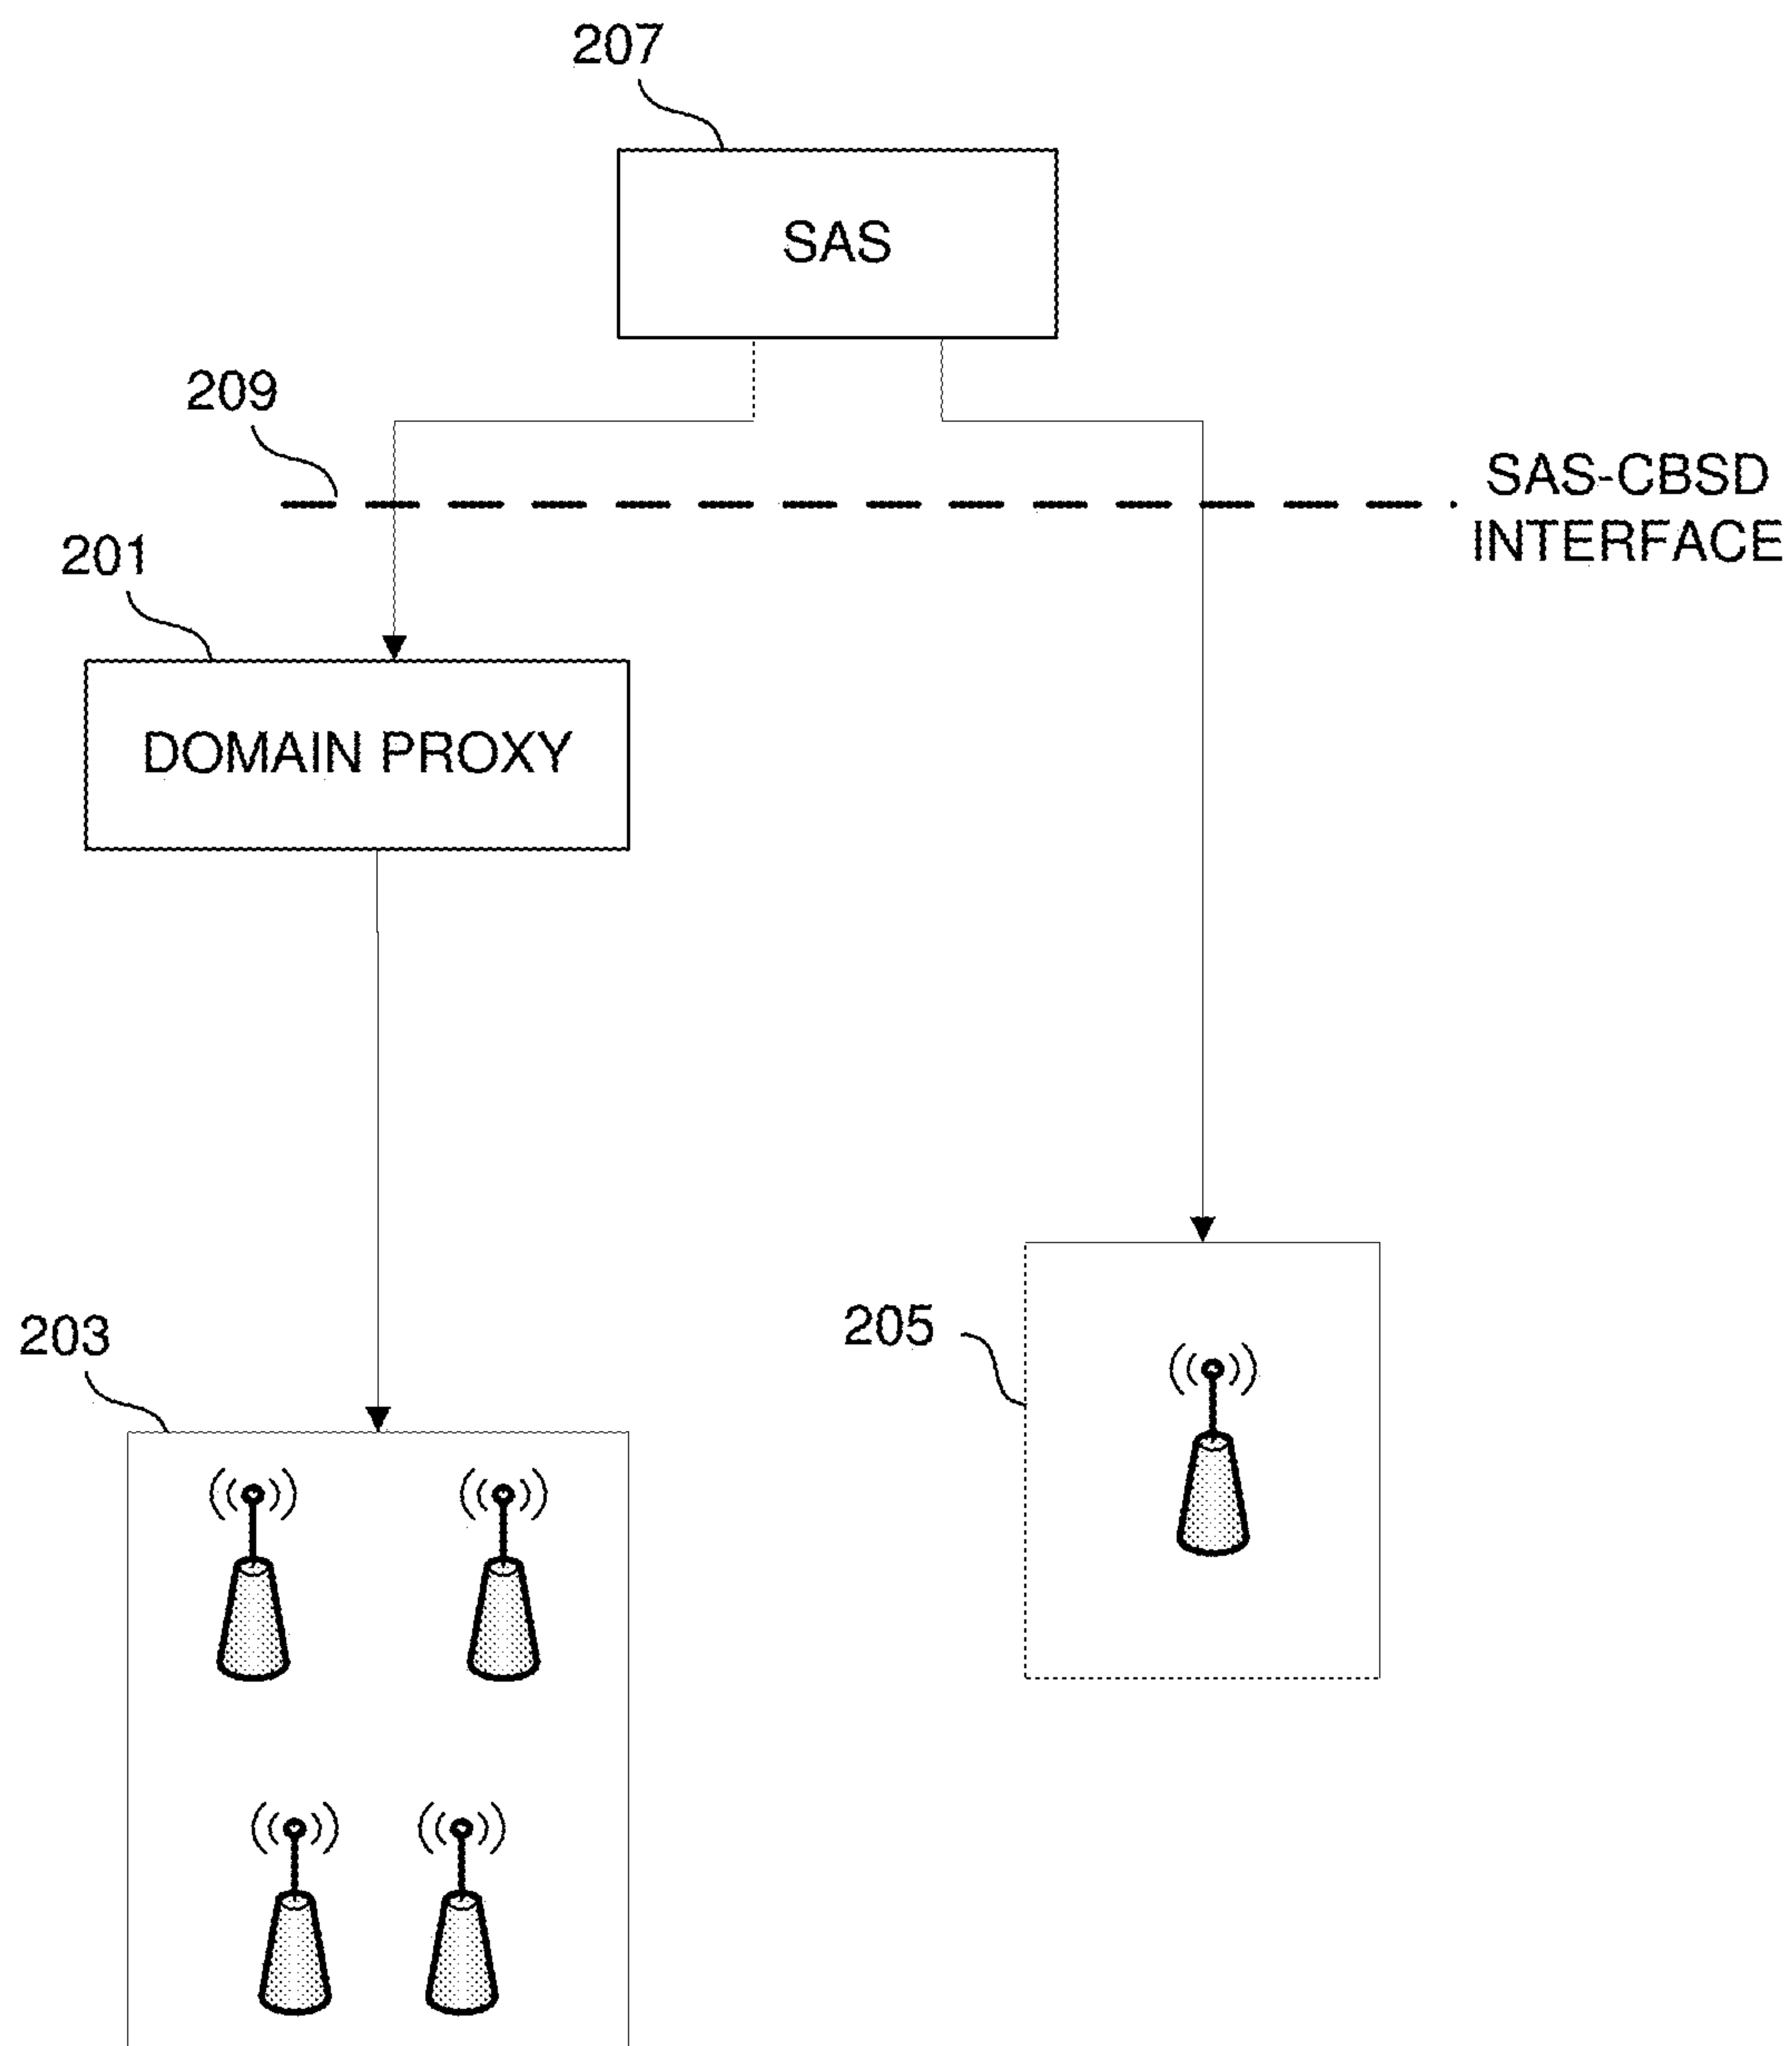 207
SAS
209
SAS-CBSD
INTERFACE
201
DOMAIN PROXY
205
203